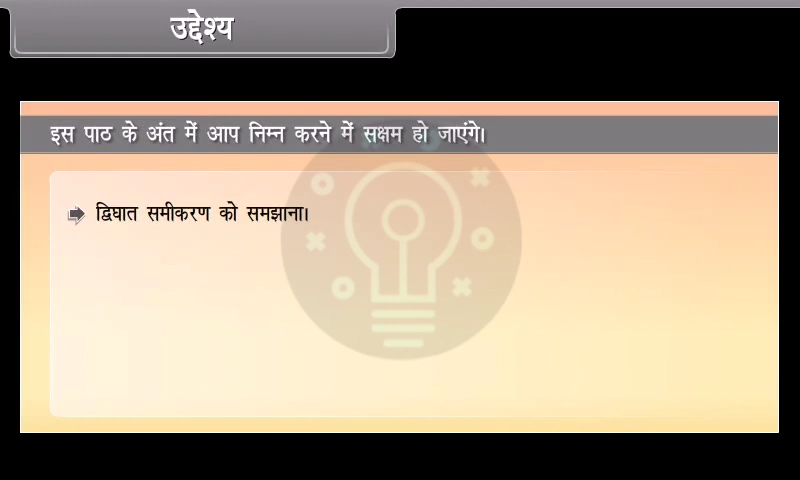 उद्देश्य
इस पाठ के अंत में आप निम्न करने में सक्षम हो जाएंगे।
द्विघात समीकरण को समझाना।